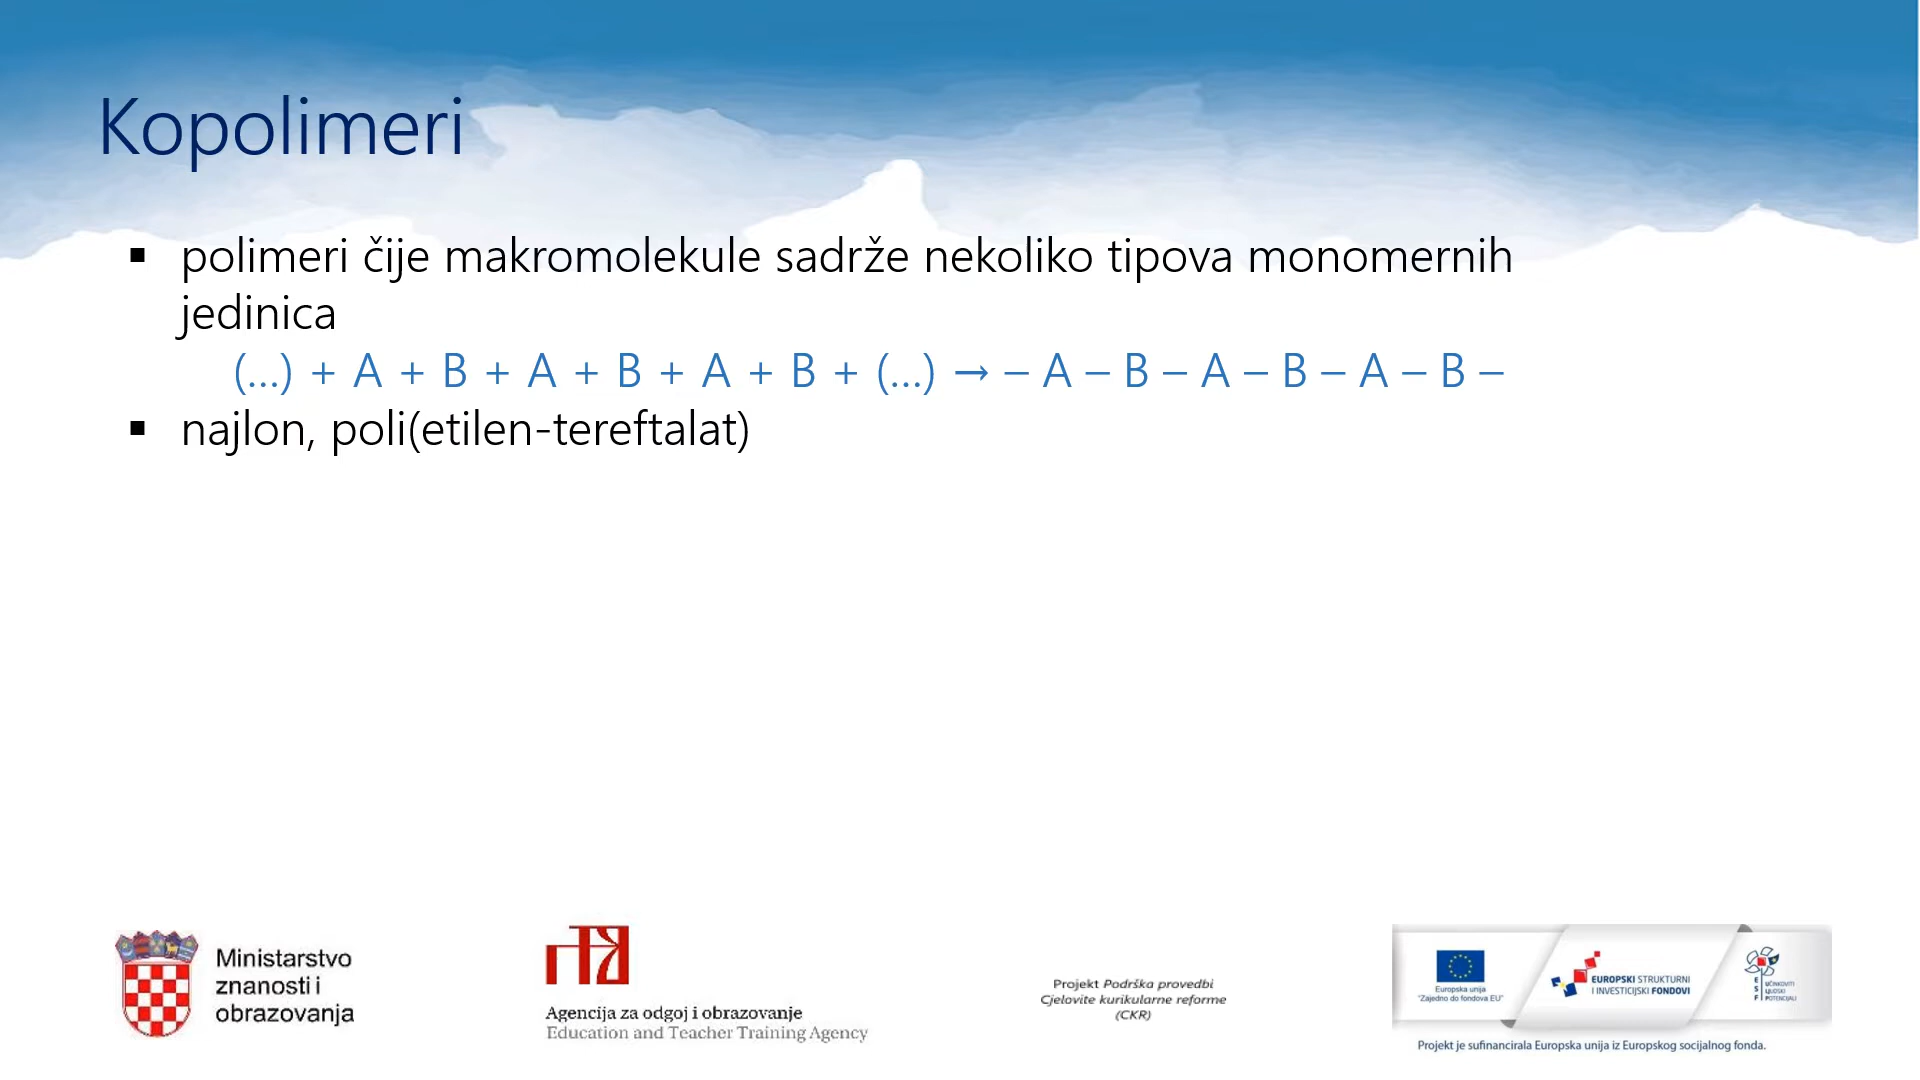 Kopolimeri
▪ polimeri čije makromolekule sadrže nekoliko tipova monomernih
jedinica
(…) + A + B + A + B + A + B + (…) → – A – B – A – B – A – B –
▪ najlon, poli(etilen-tereftalat)
Ministarstvo
znanosti i
obrazovanja
Agencija za odgoj i obrazovanje
Education and Teacher Training Agency
Projekt Podrška provedbi
Cjelovite kurikularne reforme
(CKR)
Europska unija
"Zajedno do fondova EU"
EUROPSKI STRUKTURNI
I INVESTICIJSKI FONDOVI
ESF
UČINKOVITI
LJUDSKI
POTENCIJALI
Projekt je sufinancirala Europska unija iz Europskog socijalnog fonda.